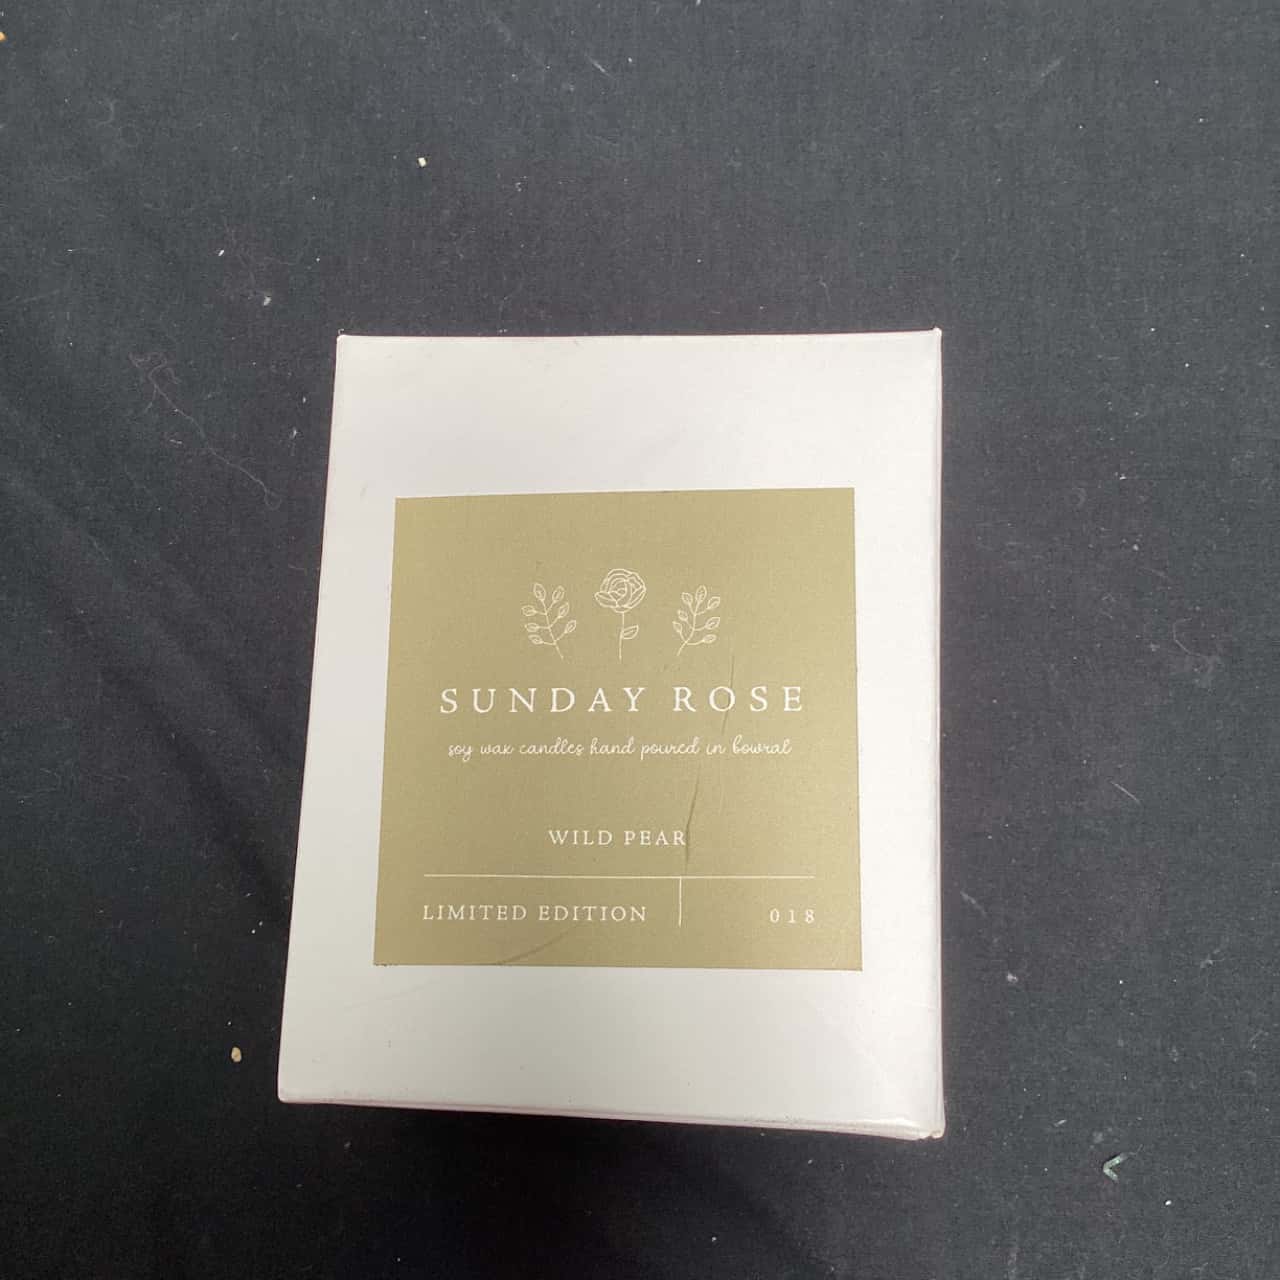 SUNDAY ROSE
soy wax candles hand poured in bowral
WILD PEAR
LIMITED EDITION 018